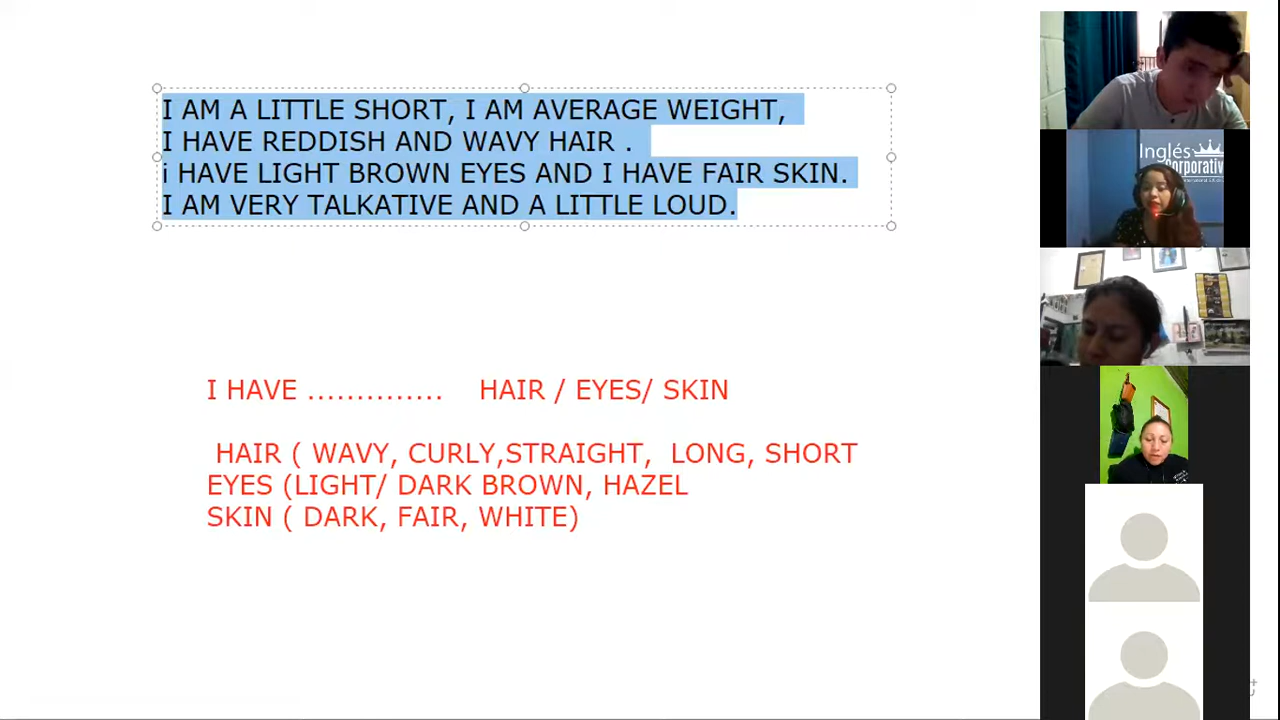 I AM A LITTLE SHORT, I AM AVERAGE WEIGHT,
I HAVE REDDISH AND WAVY HAIR .
i HAVE LIGHT BROWN EYES AND I HAVE FAIR SKIN.
I AM VERY TALKATIVE AND A LITTLE LOUD.
I HAVE .............. HAIR / EYES/ SKIN
HAIR ( WAVY, CURLY,STRAIGHT, LONG, SHORT
EYES (LIGHT/ DARK BROWN, HAZEL
SKIN ( DARK, FAIR, WHITE)
Inglés
Corporativ